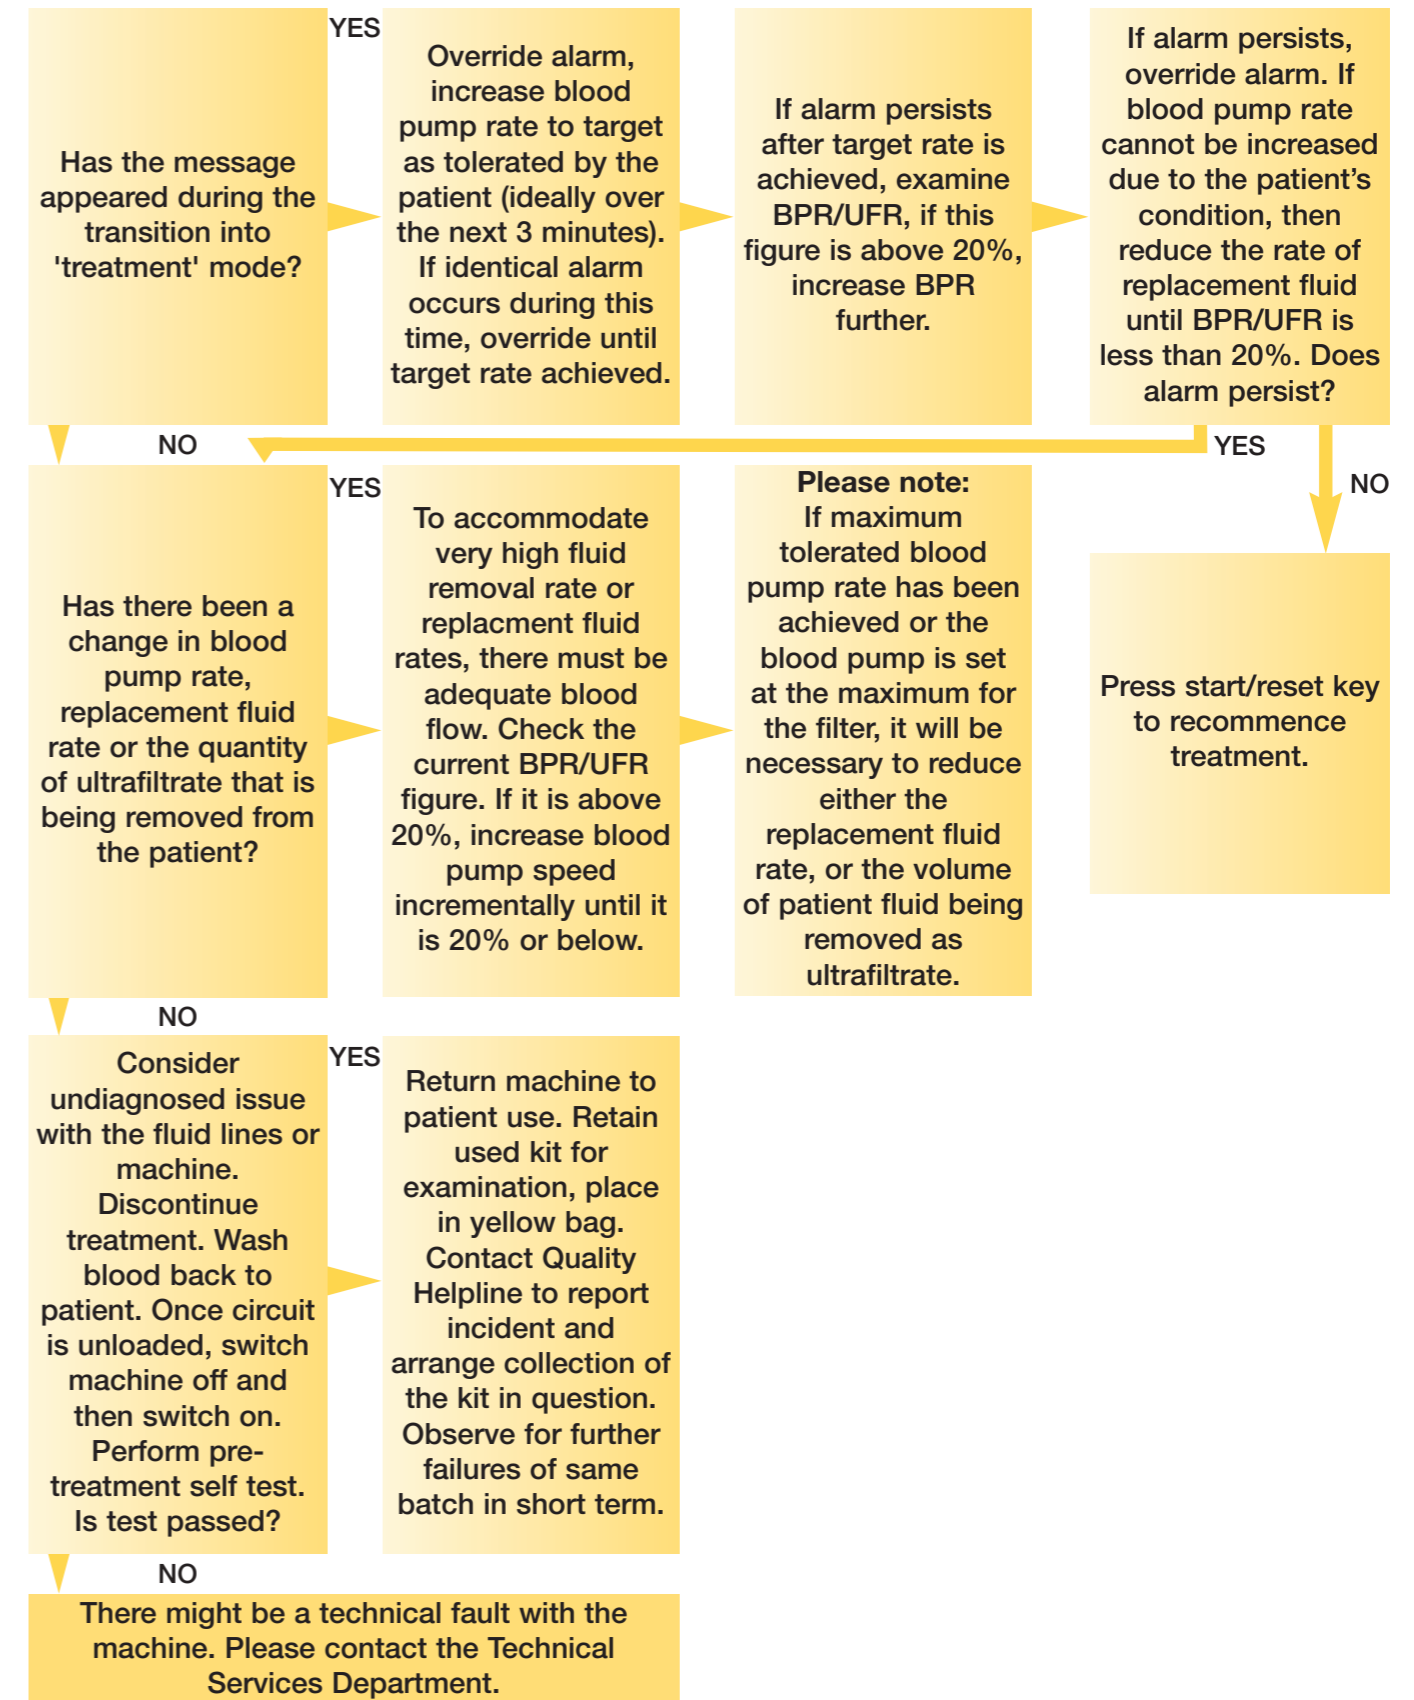 Has the message
appeared during the
transition into
'treatment' mode?
YES
Override alarm,
increase blood
pump rate to target
as tolerated by the
patient (ideally over
the next 3 minutes).
If identical alarm
occurs during this
time, override until
target rate achieved.
If alarm persists
after target rate is
achieved, examine
BPR/UFR, if this
figure is above 20%,
increase BPR
further.
If alarm persists,
override alarm. If
blood pump rate
cannot be increased
due to the patient’s
condition, then
reduce the rate of
replacement fluid
until BPR/UFR is
less than 20%. Does
alarm persist?
NO
YES
NO
Has there been a
change in blood
pump rate,
replacement fluid
rate or the quantity
of ultrafiltrate that is
being removed from
the patient?
YES
To accommodate
very high fluid
removal rate or
replacment fluid
rates, there must be
adequate blood
flow. Check the
current BPR/UFR
figure. If it is above
20%, increase blood
pump speed
incrementally until it
is 20% or below.
Please note:
If maximum
tolerated blood
pump rate has been
achieved or the
blood pump is set
at the maximum for
the filter, it will be
necessary to reduce
either the
replacement fluid
rate, or the volume
of patient fluid being
removed as
ultrafiltrate.
Press start/reset key
to recommence
treatment.
NO
Consider
undiagnosed issue
with the fluid lines or
machine.
Discontinue
treatment. Wash
blood back to
patient. Once circuit
is unloaded, switch
machine off and
then switch on.
Perform pre-
treatment self test.
Is test passed?
YES
Return machine to
patient use. Retain
used kit for
examination, place
in yellow bag.
Contact Quality
Helpline to report
incident and
arrange collection of
the kit in question.
Observe for further
failures of same
batch in short term.
NO
There might be a technical fault with the
machine. Please contact the Technical
Services Department.